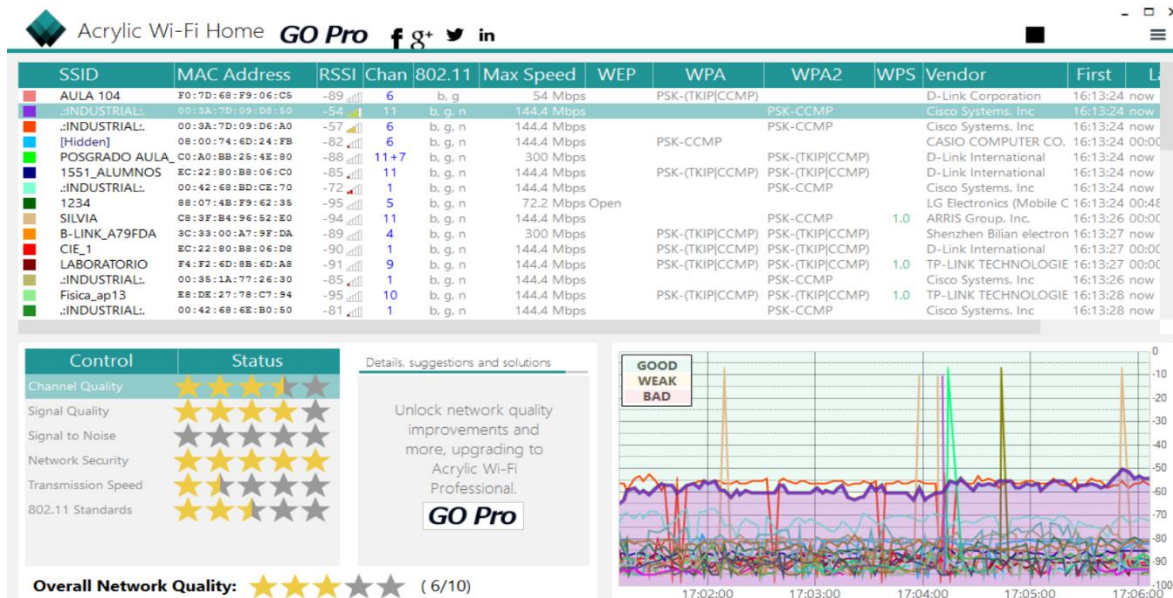 Acrylic Wi-Fi Home GO Pro f g+ in
SSID MAC Address RSSI Chan 802.11 Max Speed WEP WPA WPA2 WPS Vendor First La
AULA 104 F0:7D:68:F9:06:C5 -89 6 b, g 54 Mbps PSK-(TKIP|CCMP) D-Link Corporation 16:13:24 now
.:INDUSTRIAL:. 00:3A:7D:09:D8:50 -54 11 b, g, n 144.4 Mbps PSK-CCMP Cisco Systems. Inc 16:13:24 now
.:INDUSTRIAL:. 00:3A:7D:09:D6:A0 -57 6 b, g, n 144.4 Mbps PSK-CCMP Cisco Systems. Inc 16:13:24 now
[Hidden] 08:00:74:6D:24:FB -82 6 b, g, n 144.4 Mbps PSK-CCMP CASIO COMPUTER CO. 16:13:24 00:00
POSGRADO AULA_ C0:A0:BB:25:4E:80 -88 11+7 b, g, n 300 Mbps PSK-(TKIP|CCMP) D-Link International 16:13:24 now
1551_ALUMNOS EC:22:80:B8:06:C0 -85 11 b, g, n 144.4 Mbps PSK-(TKIP|CCMP) PSK-(TKIP|CCMP) D-Link International 16:13:24 now
.:INDUSTRIAL:. 00:42:68:BD:CE:70 -72 1 b, g, n 144.4 Mbps PSK-CCMP Cisco Systems. Inc 16:13:24 now
1234 88:07:4B:F9:62:35 -95 5 b, g, n 72.2 Mbps Open LG Electronics (Mobile C 16:13:24 00:48
SILVIA C8:3F:B4:96:52:E0 -94 11 b, g, n 144.4 Mbps PSK-CCMP 1.0 ARRIS Group. Inc. 16:13:26 00:00
B-LINK_A79FDA 3C:33:00:A7:9F:DA -89 4 b, g, n 300 Mbps PSK-(TKIP|CCMP) PSK-(TKIP|CCMP) Shenzhen Bilian electron 16:13:27 now
CIE_1 EC:22:80:B8:06:D8 -90 1 b, g, n 144.4 Mbps PSK-(TKIP|CCMP) PSK-(TKIP|CCMP) D-Link International 16:13:27 00:00
LABORATORIO F4:F2:6D:8B:6D:A8 -91 9 b, g, n 144.4 Mbps PSK-(TKIP|CCMP) PSK-(TKIP|CCMP) 1.0 TP-LINK TECHNOLOGIE 16:13:27 00:00
.:INDUSTRIAL:. 00:35:1A:77:26:30 -85 1 b, g, n 144.4 Mbps PSK-CCMP Cisco Systems. Inc 16:13:28 now
Fisica_ap13 E8:DE:27:78:C7:94 -95 10 b, g, n 144.4 Mbps PSK-(TKIP|CCMP) PSK-(TKIP|CCMP) 1.0 TP-LINK TECHNOLOGIE 16:13:28 now
.:INDUSTRIAL:. 00:42:68:6E:B0:50 -81 1 b, g, n 144.4 Mbps PSK-CCMP Cisco Systems. Inc 16:13:28 now
Control Status
Channel Quality
Signal Quality
Signal to Noise
Network Security
Transmission Speed
802.11 Standards
Overall Network Quality: ( 6/10)
Details, suggestions and solutions
Unlock network quality
improvements and
more, upgrading to
Acrylic Wi-Fi
Professional.
GO Pro
GOOD
WEAK
BAD
0
-10
-20
-30
-40
-50
-60
-70
-80
-90
-100
17:02:00 17:03:00 17:04:00 17:05:00 17:06:00